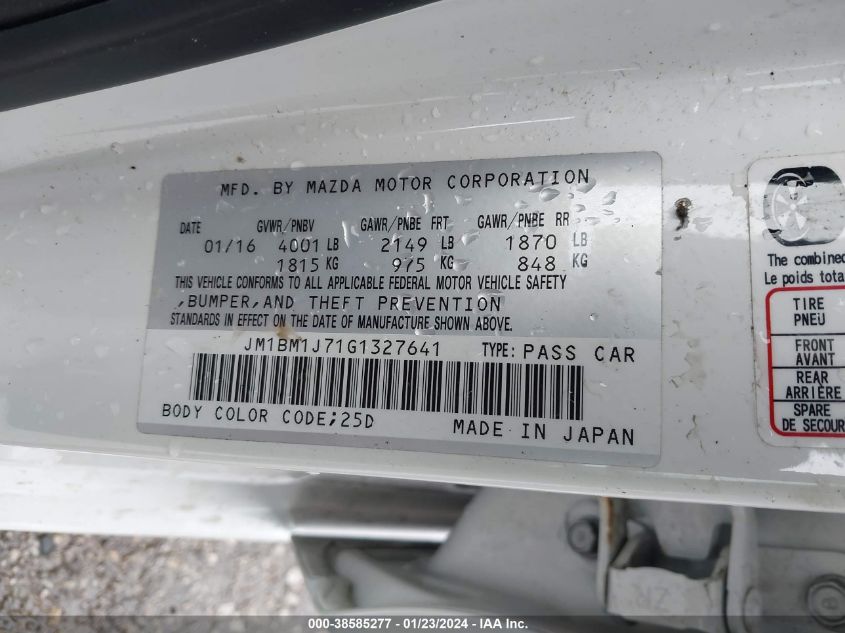 MFD. BY MAZDA MOTOR CORPORATION
DATE GVWR/PNBV GAWR/PNBE FRT GAWR/PNBE RR
01/16 4001 LB 2149 LB 1870 LB
1815 KG 975 KG 848 KG
THIS VEHICLE CONFORMS TO ALL APPLICABLE FEDERAL MOTOR VEHICLE SAFETY
,BUMPER,AND THEFT PREVENTION
STANDARDS IN EFFECT ON THE DATE OF MANUFACTURE SHOWN ABOVE.
JM1BM1J71G1327641 TYPE: PASS CAR
BODY COLOR CODE;25D
MADE IN JAPAN
The combined
Le poids tota
TIRE
PNEU
FRONT
AVANT
REAR
ARRIÈRE
SPARE
DE SECOUR
000-38585277 - 01/23/2024 - IAA Inc.